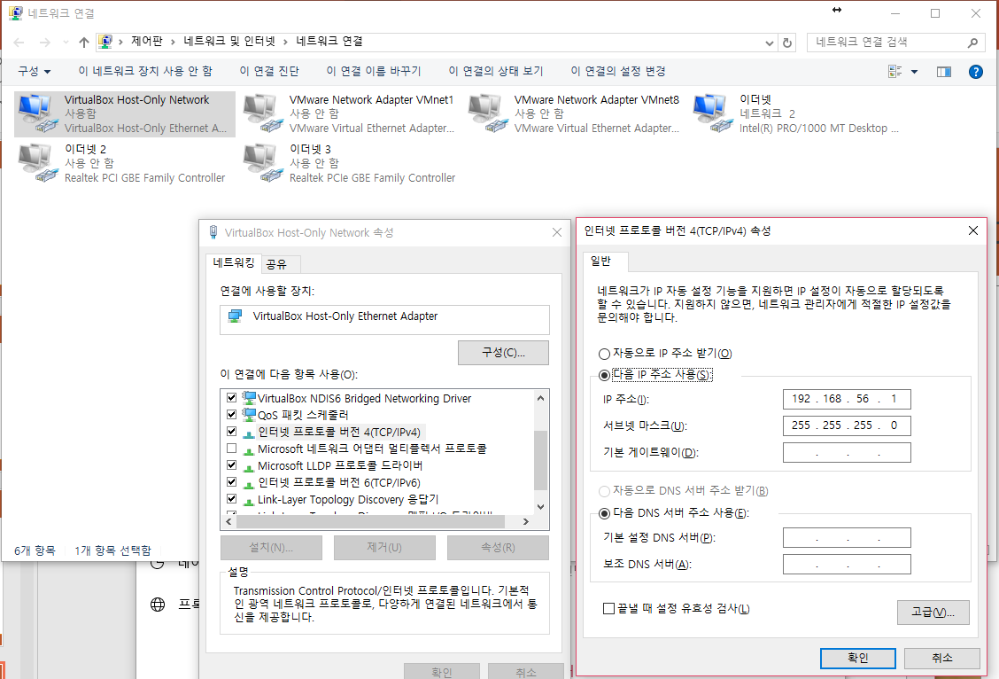 네트워크 연결
제어판 > 네트워크 및 인터넷 > 네트워크 연결
네트워크 연결 검색
구성 이 네트워크 장치 사용 안 함 이 연결 진단 이 연결 이름 바꾸기 이 연결의 상태 보기 이 연결의 설정 변경
VirtualBox Host-Only Network
사용함
VirtualBox Host-Only Ethernet A...
VMware Network Adapter VMnet1
사용 안 함
VMware Virtual Ethernet Adapter...
VMware Network Adapter VMnet8
사용 안 함
VMware Virtual Ethernet Adapter...
이더넷
네트워크 2
Intel(R) PRO/1000 MT Desktop ...
이더넷 2
사용 안 함
Realtek PCI GBE Family Controller
이더넷 3
사용 안 함
Realtek PCIe GBE Family Controller
6개 항목 1개 항목 선택함
VirtualBox Host-Only Network 속성
네트워킹 공유
연결에 사용할 장치:
VirtualBox Host-Only Ethernet Adapter
구성(C)...
이 연결에 다음 항목 사용(O):
VirtualBox NDIS6 Bridged Networking Driver
QoS 패킷 스케줄러
인터넷 프로토콜 버전 4(TCP/IPv4)
Microsoft 네트워크 어댑터 멀티플렉서 프로토콜
Microsoft LLDP 프로토콜 드라이버
인터넷 프로토콜 버전 6(TCP/IPv6)
Link-Layer Topology Discovery 응답기
설치(N)... 제거(U) 속성(R)
설명
Transmission Control Protocol/인터넷 프로토콜입니다. 기본적
인 광역 네트워크 프로토콜로, 다양하게 연결된 네트워크에서 통
신을 제공합니다.
확인 취소
인터넷 프로토콜 버전 4(TCP/IPv4) 속성
일반
네트워크가 IP 자동 설정 기능을 지원하면 IP 설정이 자동으로 할당되도록
할 수 있습니다. 지원하지 않으면, 네트워크 관리자에게 적절한 IP 설정값을
문의해야 합니다.
자동으로 IP 주소 받기(O)
다음 IP 주소 사용(S):
IP 주소(I): 192 . 168 . 56 . 1
서브넷 마스크(U): 255 . 255 . 255 . 0
기본 게이트웨이(D): . . .
자동으로 DNS 서버 주소 받기(B)
다음 DNS 서버 주소 사용(E):
기본 설정 DNS 서버(P): . . .
보조 DNS 서버(A): . . .
끝낼 때 설정 유효성 검사(L)
고급(V)...
확인 취소